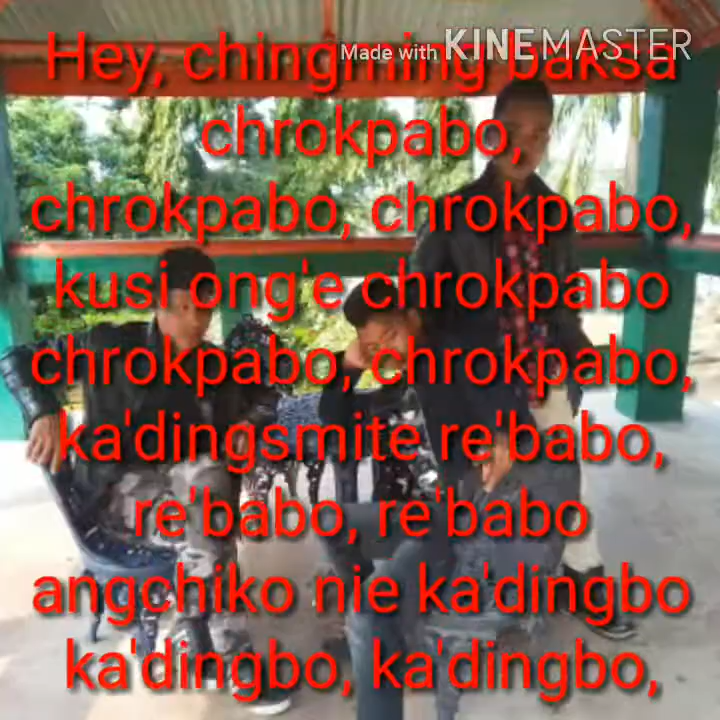 Made with KINEMASTER
Hey, chingming baksa
chrokpabo,
chrokpabo, chrokpabo,
kusi ong'e chrokpabo
chrokpabo, chrokpabo,
ka'dingsmite re'babo,
re'babo, re'babo
angchiko nie ka'dingbo
ka'dingbo, ka'dingbo,